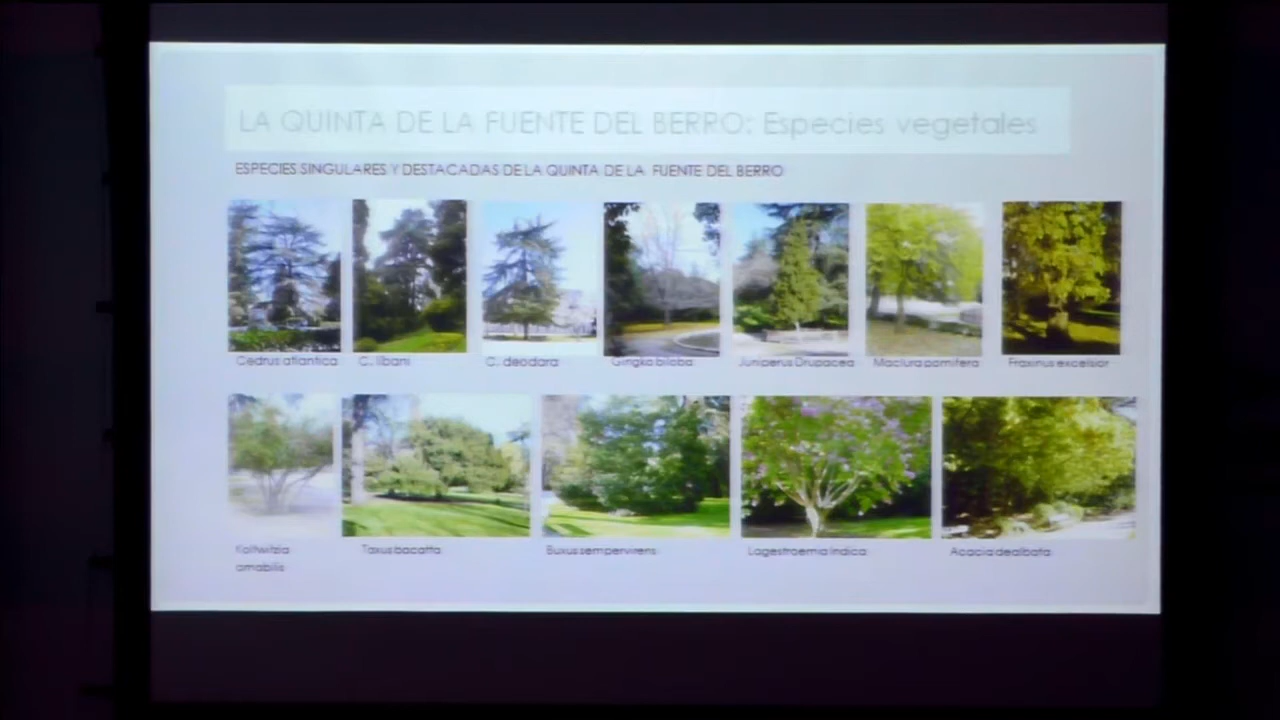 LA QUINTA DE LA FUENTE DEL BERRO: Especies vegetales
ESPECIES SINGULARES Y DESTACADAS DE LA QUINTA DE LA FUENTE DEL BERRO
Cedrus atlantica C. libani C. deodara Gingko biloba Juniperus Drupacea Maclura pomifera Fraxinus excelsior
Kolkwitzia Taxus bacatta Buxus sempervirens Lagestroemia Indica Acacia dealbata
amabilis